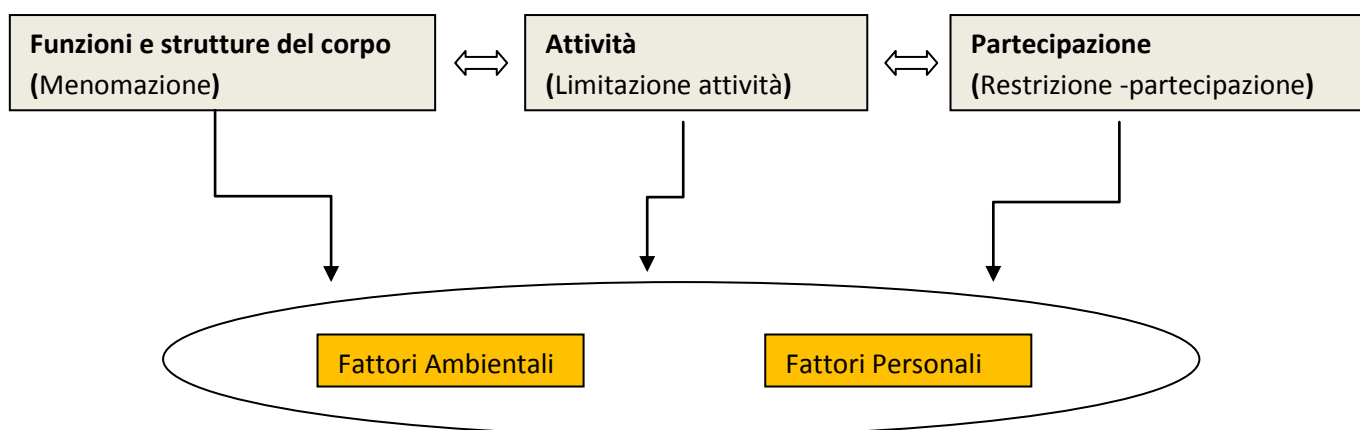 Funzioni e strutture del corpo
(Menomazione)
Attività
(Limitazione attività)
Partecipazione
(Restrizione -partecipazione)
Fattori Ambientali
Fattori Personali